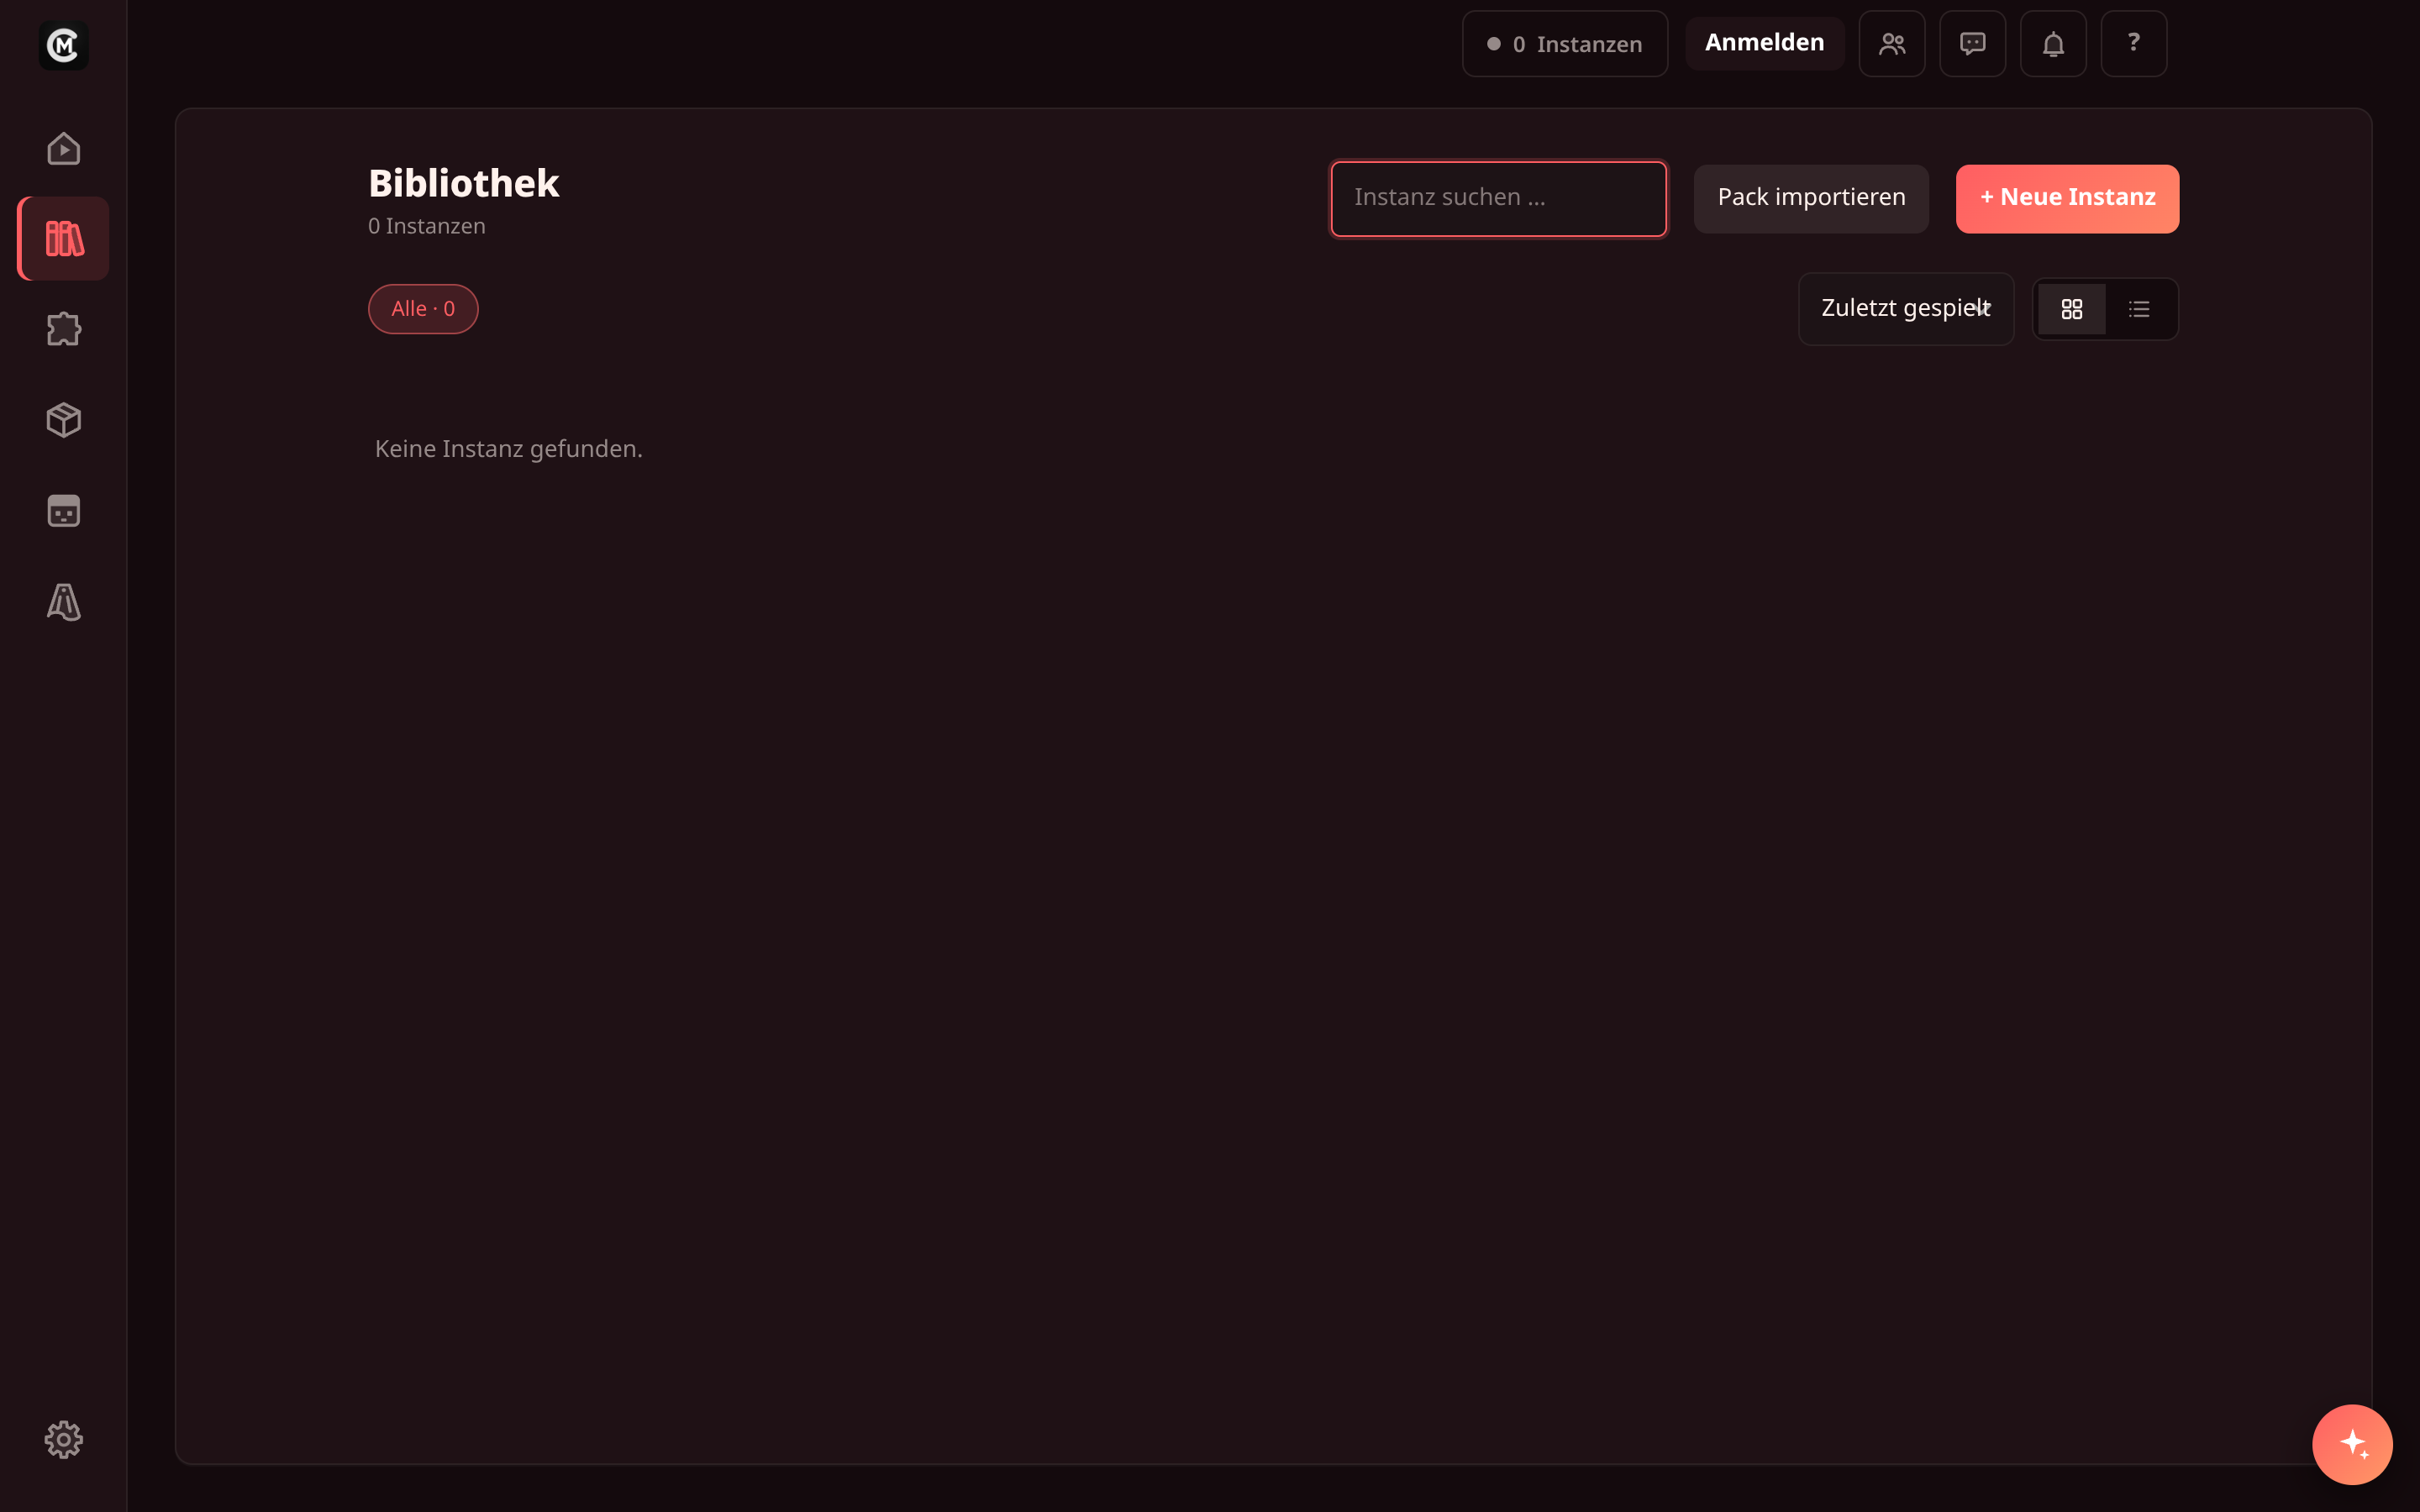 CM
0 Instanzen
Anmelden
?
Bibliothek
0 Instanzen
Instanz suchen ...
Pack importieren
+ Neue Instanz
Alle · 0
Zuletzt gespielt
Keine Instanz gefunden.